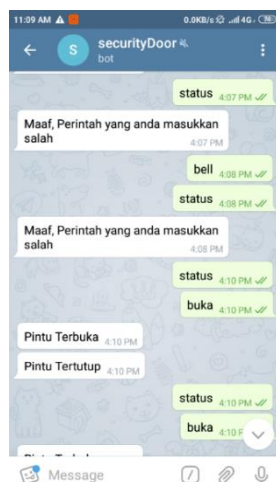 11:09 AM
0.0KB/s 4G
S
securityDoor
bot
status 4:07 PM
Maaf, Perintah yang anda masukkan
salah
4:07 PM
bell 4:08 PM
status 4:08 PM
Maaf, Perintah yang anda masukkan
salah
4:08 PM
status 4:10 PM
buka 4:10 PM
Pintu Terbuka 4:10 PM
Pintu Tertutup 4:10 PM
status 4:10 PM
buka 4:10
Message